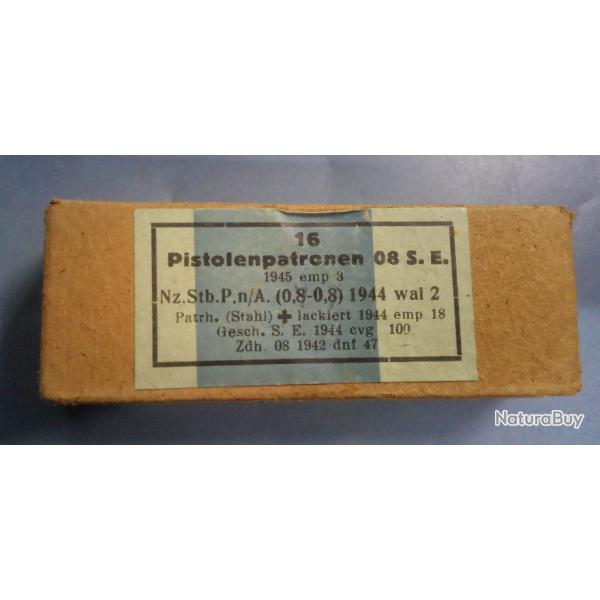 16
Pistolenpatronen 08 S. E.
1945 emp 3
Nz.Stb.P.n/A. (0,8-0,8) 1944 wal 2
Patrh. (Stahl) ✚ lackiert 1944 emp 18
Gesch. S. E. 1944 cvg 100
Zdh. 08 1942 dnf 47
NaturaBuy